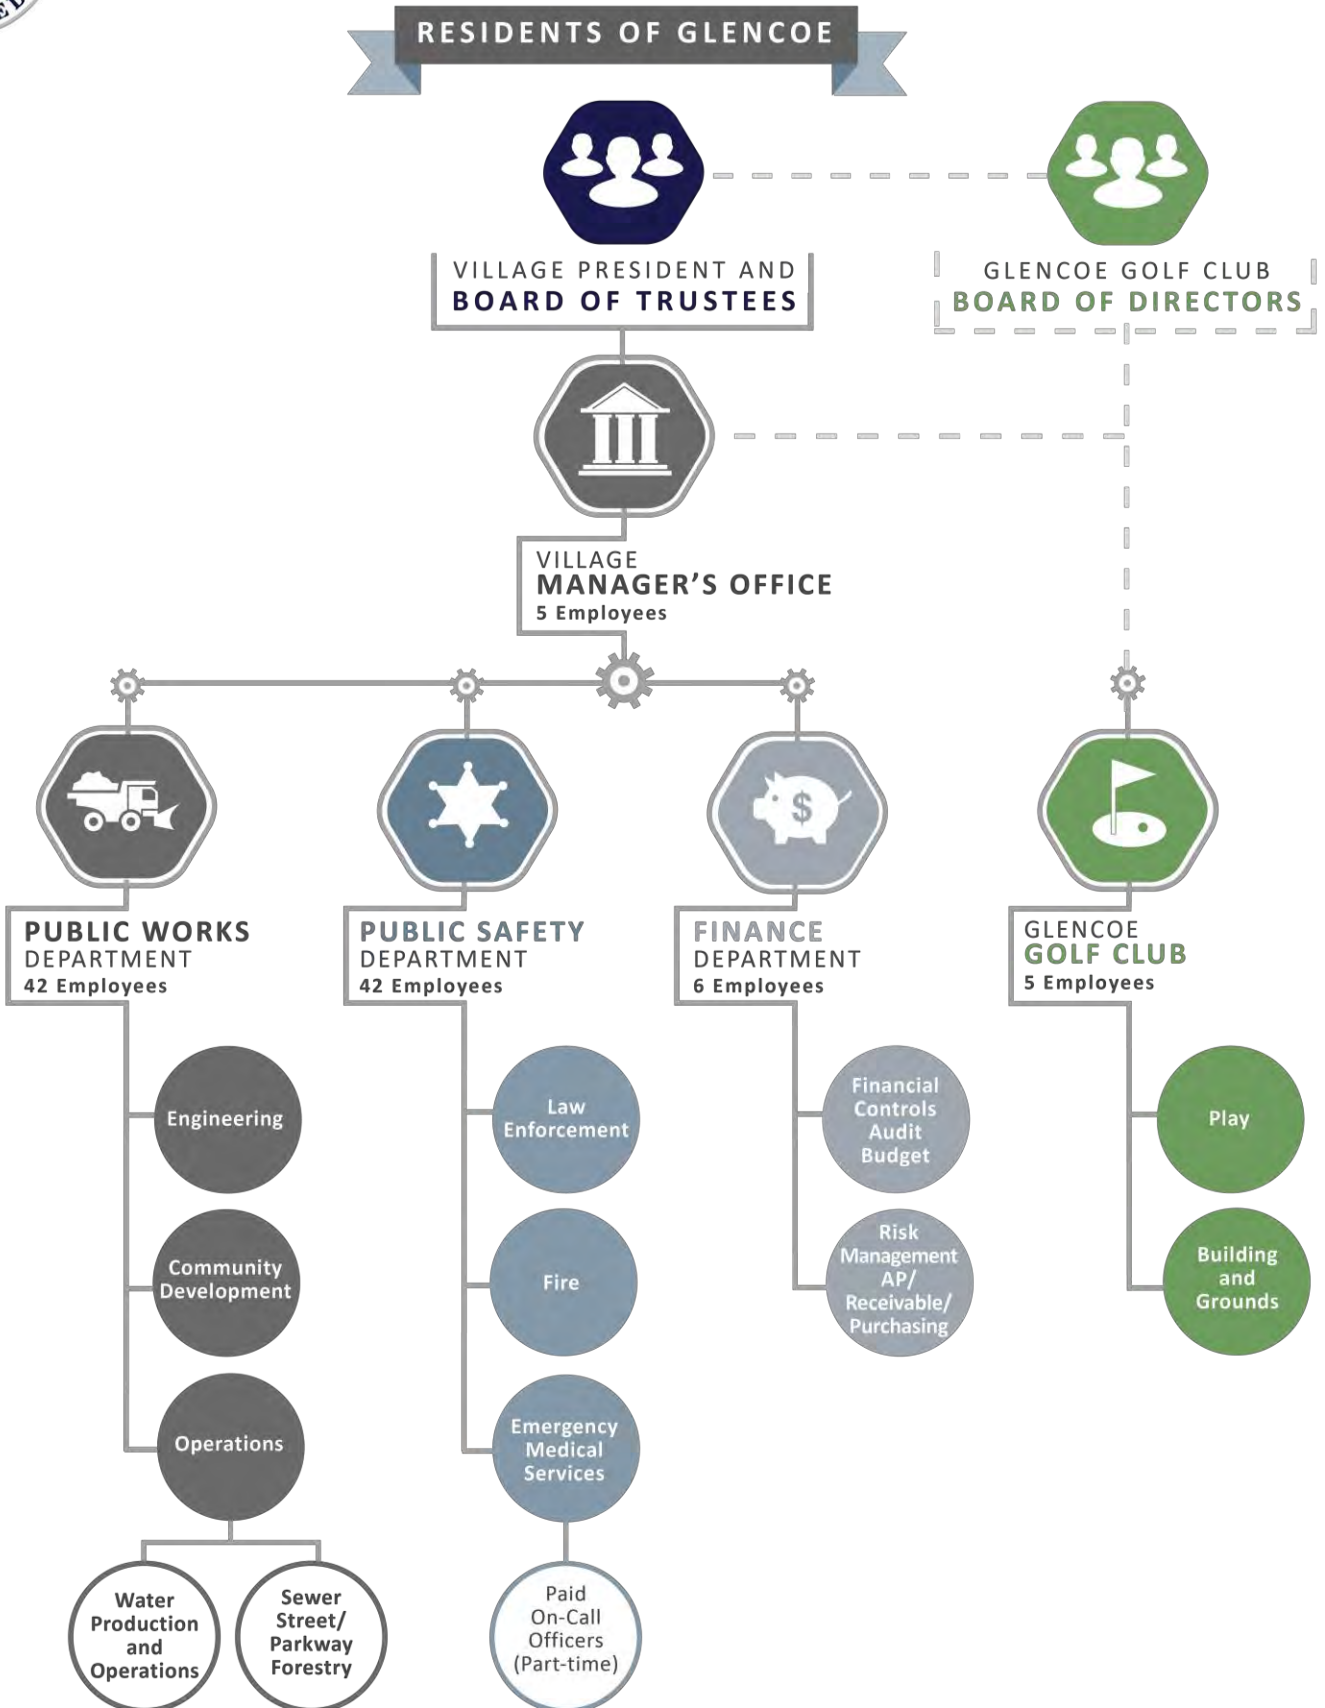 RESIDENTS OF GLENCOE
VILLAGE PRESIDENT AND
BOARD OF TRUSTEES
GLENCOE GOLF CLUB
BOARD OF DIRECTORS
VILLAGE
MANAGER'S OFFICE
5 Employees
PUBLIC WORKS
DEPARTMENT
42 Employees
PUBLIC SAFETY
DEPARTMENT
42 Employees
$
FINANCE
DEPARTMENT
6 Employees
GLENCOE
GOLF CLUB
5 Employees
Engineering
Community
Development
Operations
Water
Production
and
Operations
Sewer
Street/
Parkway
Forestry
Law
Enforcement
Fire
Emergency
Medical
Services
Paid
On-Call
Officers
(Part-time)
Financial
Controls
Audit
Budget
Risk
Management
AP/
Receivable/
Purchasing
Play
Building
and
Grounds